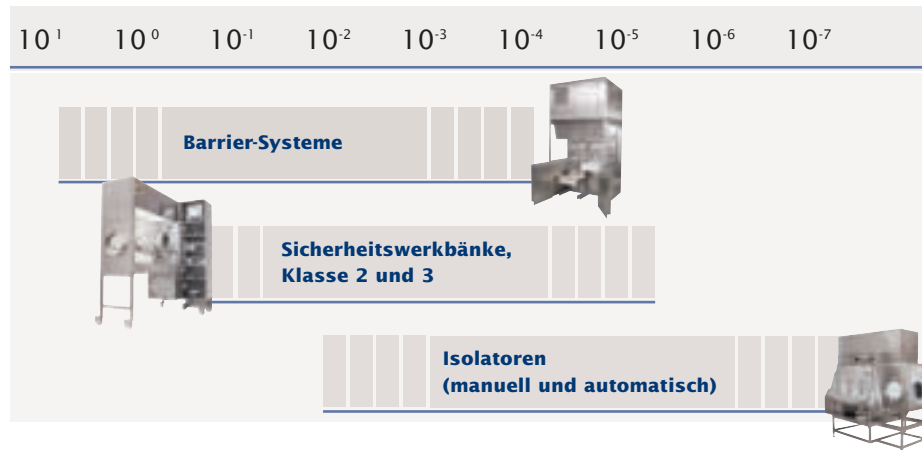 10¹ 10⁰ 10⁻¹ 10⁻² 10⁻³ 10⁻⁴ 10⁻⁵ 10⁻⁶ 10⁻⁷
Barrier-Systeme
Sicherheitswerkbänke,
Klasse 2 und 3
Isolatoren
(manuell und automatisch)